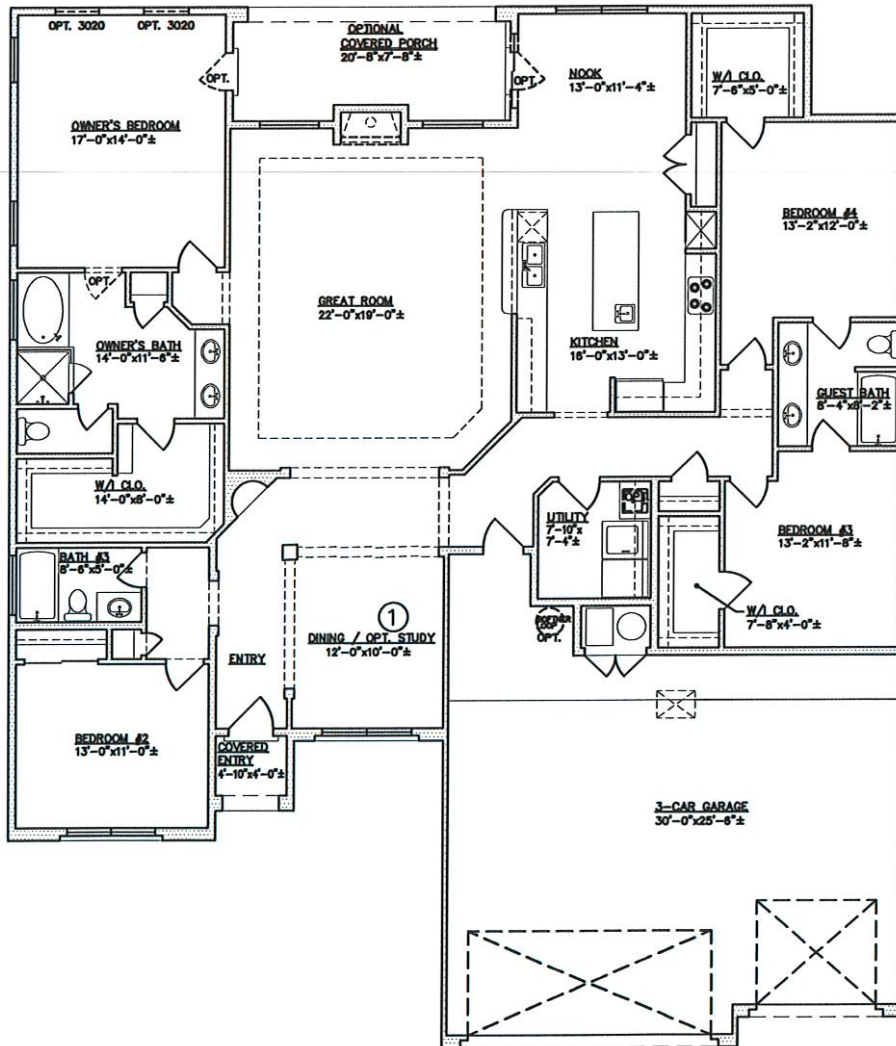 OPT. 3020
OPT. 3020
OPTIONAL
COVERED PORCH
20'-8"x7'-8"±
OPT.
OPT.
NOOK
13'-0"x11'-4"±
W/I CLO.
7'-6"x5'-0"±
OWNER'S BEDROOM
17'-0"x14'-0"±
BEDROOM #4
13'-2"x12'-0"±
OPT.
GREAT ROOM
22'-0"x19'-0"±
OWNER'S BATH
14'-0"x11'-6"±
KITCHEN
16'-0"x13'-0"±
GUEST BATH
8'-4"x8'-2"±
W/I CLO.
14'-0"x8'-0"±
UTILITY
7'-10"x
7'-4"±
BEDROOM #3
13'-2"x11'-8"±
BATH #3
8'-6"x5'-0"±
W/I CLO.
7'-8"x4'-0"±
1
DINING / OPT. STUDY
12'-0"x10'-0"±
LOOP
OPT.
ENTRY
BEDROOM #2
13'-0"x11'-0"±
COVERED
ENTRY
4'-10"x4'-0"±
3-CAR GARAGE
30'-0"x25'-6"±